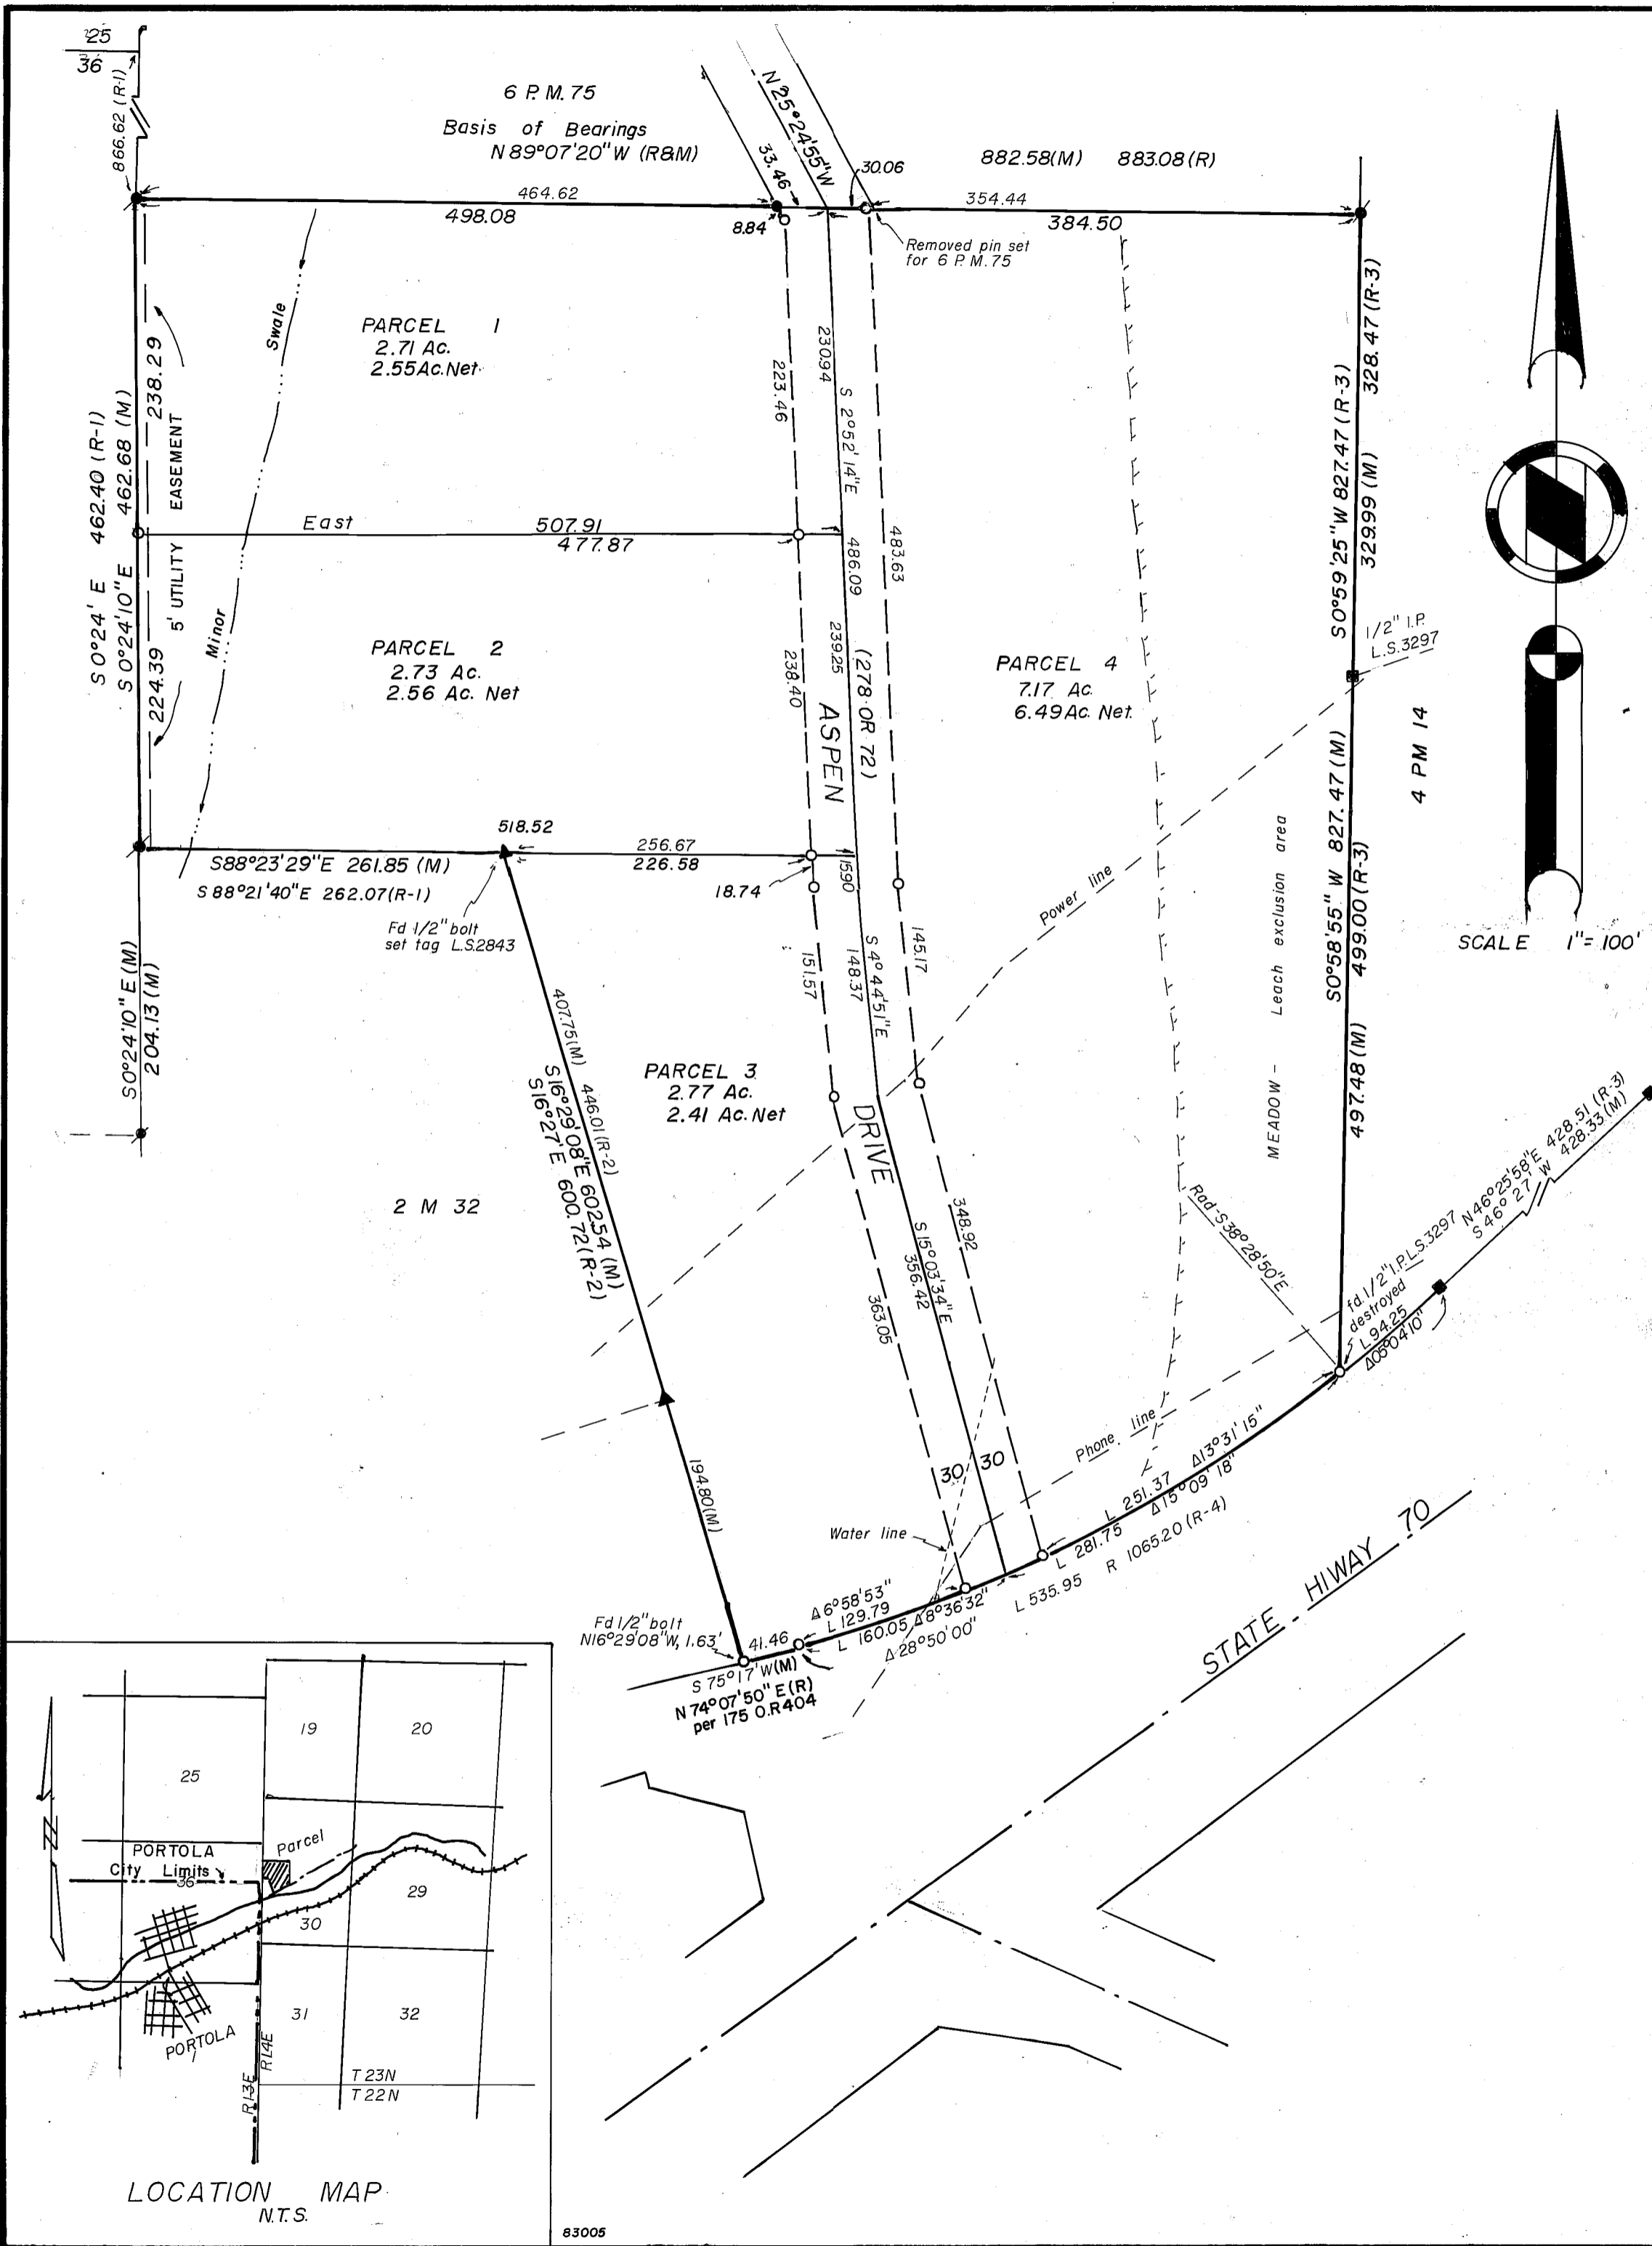 25
36
866.62 (R-1)
6 P.M. 75
Basis of Bearings
N 89°07'20" W (R&M)
N 25°24'55" W
33.46
30.06
882.58(M) 883.08(R)
464.62
498.08
8.84
354.44
384.50
Removed pin set
for 6 P.M. 75
Swale
Minor
PARCEL 1
2.71 Ac.
2.55 Ac. Net
238.29
5' UTILITY EASEMENT
224.39
S 0°24' E 462.40 (R-1)
S 0°24'10" E 462.68 (M)
223.46
230.94
S 2°52'14" E
486.09
483.63
East
507.91
477.87
PARCEL 2
2.73 Ac.
2.56 Ac. Net
238.40
239.25
ASPEN
(278 OR 72)
PARCEL 4
7.17 Ac.
6.49 Ac. Net
328.47 (R-3)
329.99 (M)
S0°59'25" W 827.47 (R-3)
1/2" I.P.
L.S. 3297
4 PM 14
S0°58'55" W 827.47 (M)
499.00 (R-3)
497.48 (M)
SCALE 1"= 100'
518.52
S88°23'29"E 261.85 (M)
S 88°21'40"E 262.07(R-1)
256.67
226.58
18.74
15.90
Fd 1/2" bolt
set tag L.S.2843
S0°24'10" E (M)
204.13 (M)
151.57
148.37
S 4°44'51" E
145.17
Power line
MEADOW - Leach exclusion area
407.75(M) 446.01(R-2)
S16°29'08"E 602.54 (M)
S16°27'E 600.72(R-2)
PARCEL 3
2.77 Ac.
2.41 Ac. Net
DRIVE
2 M 32
363.05
S 15°03'34" E
356.42
348.92
Rad-S 38°28'50"E
fd. 1/2" I.P. L.S. 3297
destroyed
L 94.25
Δ05°04'10"
N 46°25'58"E 428.51 (R-3)
S 46° 27' W 428.33 (M)
194.80(M)
30 30
Water line
Phone line
L 251.37 Δ13°31'15"
L 281.75 Δ15°09'18"
L 535.95 R 1065.20 (R-4)
Δ6°58'53"
L 129.79
L 160.05 Δ8°36'32"
Δ28°50'00"
Fd 1/2" bolt
N16°29'08"W, 1.63'
41.46
S 75°17'W(M)
N 74°07'50" E (R)
per 175 O.R 404
STATE HIWAY 70
19
20
25
PORTOLA
City Limits
36
Parcel
29
30
31
32
PORTOLA
R13E
R14E
T 23N
T 22N
N
LOCATION MAP
N.T.S.
83005